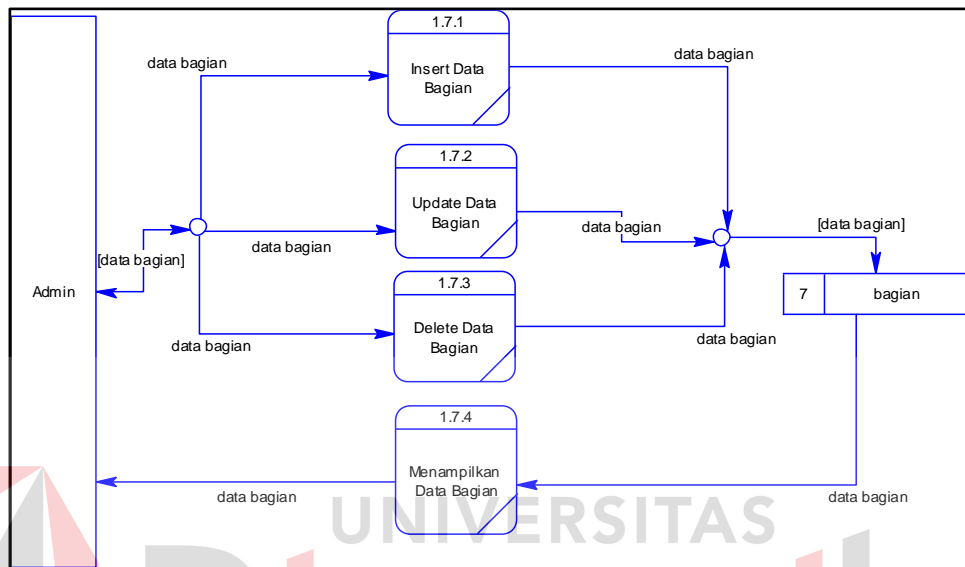 1.7.1
Insert Data
Bagian
data bagian
data bagian
1.7.2
Update Data
Bagian
data bagian
data bagian
[data bagian]
[data bagian]
Admin
1.7.3
Delete Data
Bagian
data bagian
data bagian
7
bagian
1.7.4
Menampilkan
Data Bagian
data bagian
data bagian
UNIVERSITAS